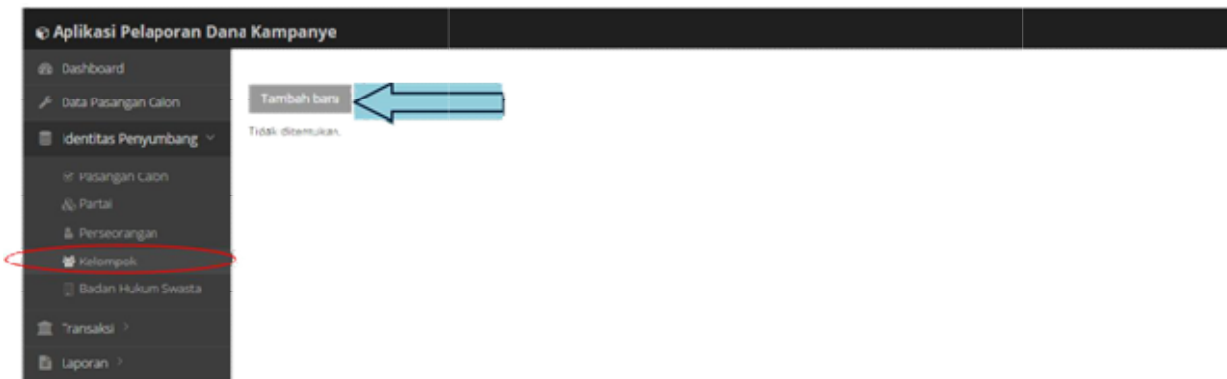 Aplikasi Pelaporan Dana Kampanye
Dashboard
Data Pasangan Calon
Identitas Penyumbang
Pasangan Calon
Partai
Perseorangan
Kelompok
Badan Hukum Swasta
Transaksi
Laporan
Tambah baru
Tidak ditemukan.